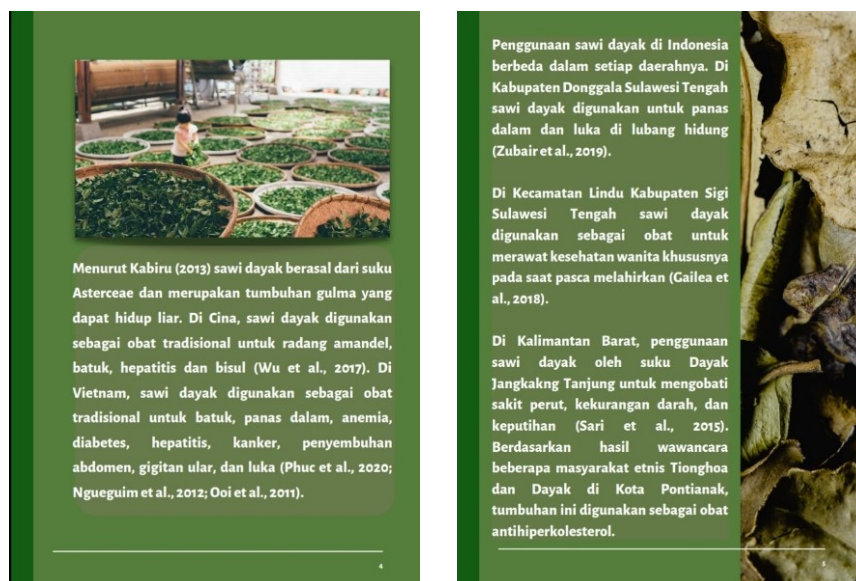 Menurut Kabiru (2013) sawi dayak berasal dari suku
Asterceae dan merupakan tumbuhan gulma yang
dapat hidup liar. Di Cina, sawi dayak digunakan
sebagai obat tradisional untuk radang amandel,
batuk, hepatitis dan bisul (Wu et al., 2017). Di
Vietnam, sawi dayak digunakan sebagai obat
tradisional untuk batuk, panas dalam, anemia,
diabetes, hepatitis, kanker, penyembuhan
abdomen, gigitan ular, dan luka (Phuc et al., 2020;
Ngueguim et al., 2012; Ooi et al., 2011).
4
Penggunaan sawi dayak di Indonesia
berbeda dalam setiap daerahnya. Di
Kabupaten Donggala Sulawesi Tengah
sawi dayak digunakan untuk panas
dalam dan luka di lubang hidung
(Zubair et al., 2019).
Di Kecamatan Lindu Kabupaten Sigi
Sulawesi Tengah sawi dayak
digunakan sebagai obat untuk
merawat kesehatan wanita khususnya
pada saat pasca melahirkan (Gailea et
al., 2018).
Di Kalimantan Barat, penggunaan
sawi dayak oleh suku Dayak
Jangkakng Tanjung untuk mengobati
sakit perut, kekurangan darah, dan
keputihan (Sari et al., 2015).
Berdasarkan hasil wawancara
beberapa masyarakat etnis Tionghoa
dan Dayak di Kota Pontianak,
tumbuhan ini digunakan sebagai obat
antihiperkolesterol.
5